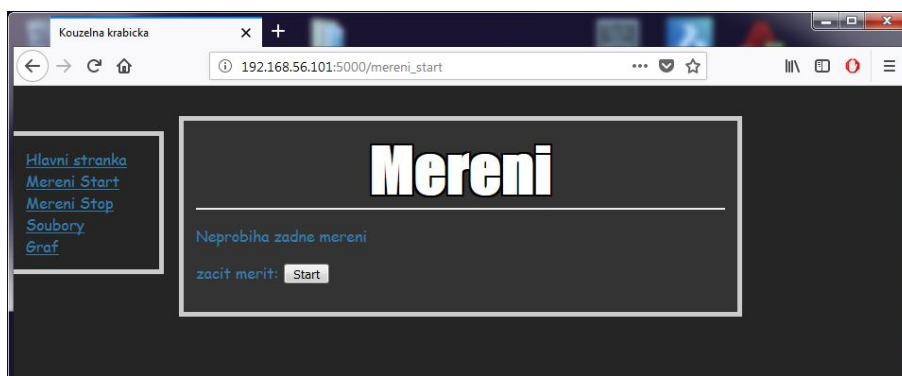 Kouzelna krabicka
192.168.56.101:5000/mereni_start
Hlavni stranka
Mereni Start
Mereni Stop
Soubory
Graf
Mereni
Neprobiha zadne mereni
zacit merit: Start